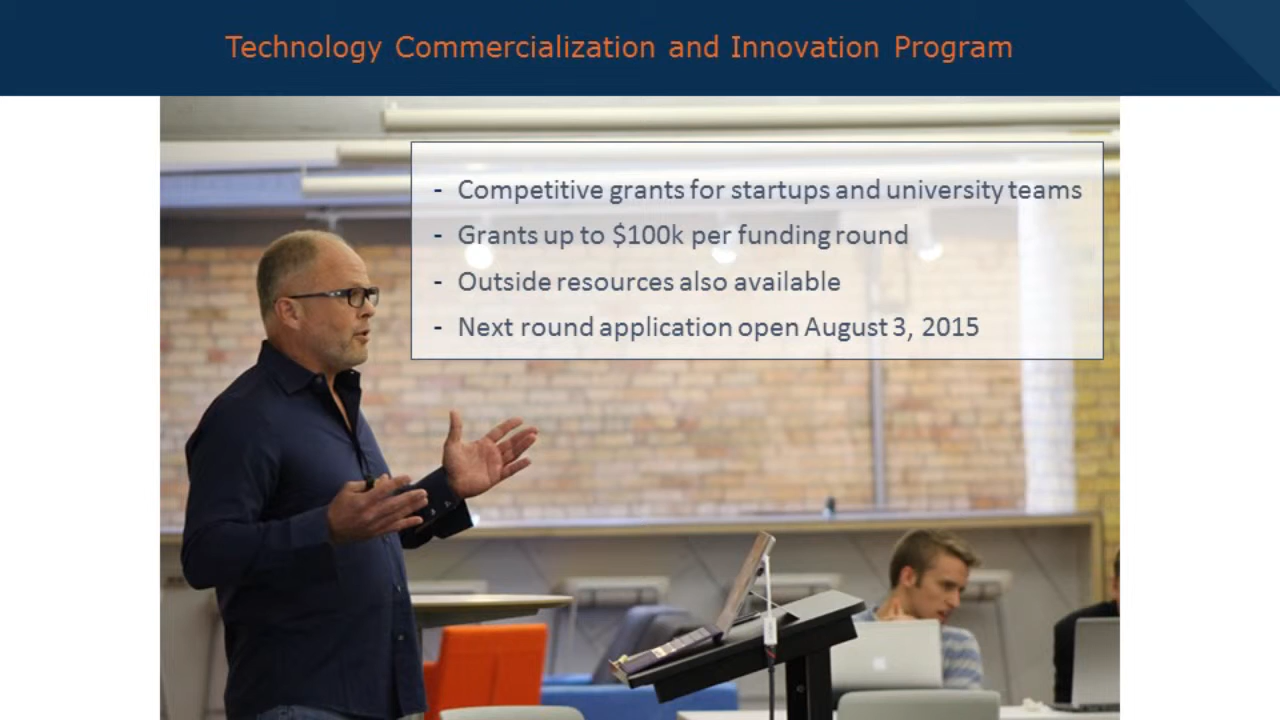 Technology Commercialization and Innovation Program
- Competitive grants for startups and university teams
- Grants up to $100k per funding round
- Outside resources also available
- Next round application open August 3, 2015